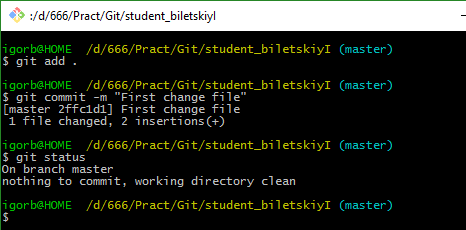 :/d/666/Pract/Git/student_biletskiyI
igorb@HOME /d/666/Pract/Git/student_biletskiyI (master)
$ git add .
igorb@HOME /d/666/Pract/Git/student_biletskiyI (master)
$ git commit -m "First change file"
[master 2ffc1d1] First change file
1 file changed, 2 insertions(+)
igorb@HOME /d/666/Pract/Git/student_biletskiyI (master)
$ git status
On branch master
nothing to commit, working directory clean
igorb@HOME /d/666/Pract/Git/student_biletskiyI (master)
$